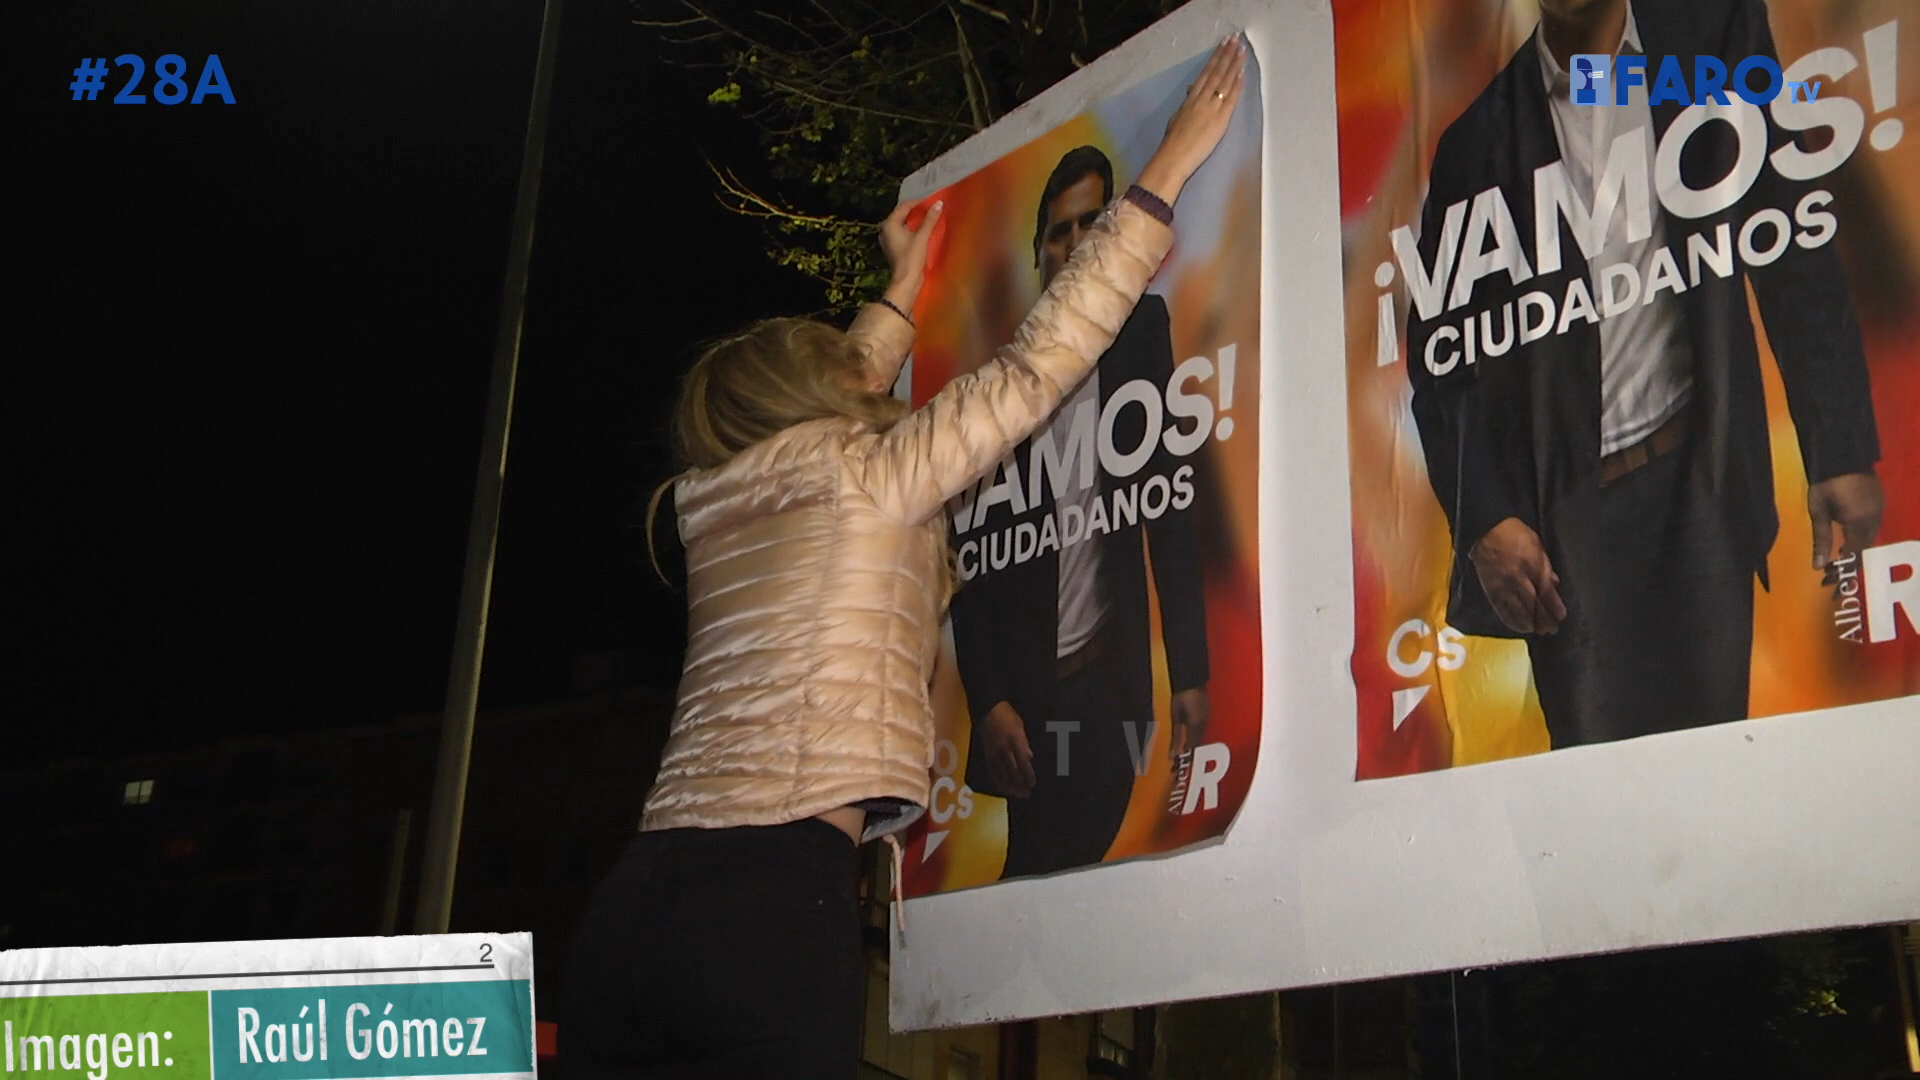 #28A
FARO TV
¡VAMOS!
CIUDADANOS
Cs
Albert
R
VAMOS!
CIUDADANOS
O TV
Cs
Albert
R
2
Imagen:
Raúl Gómez